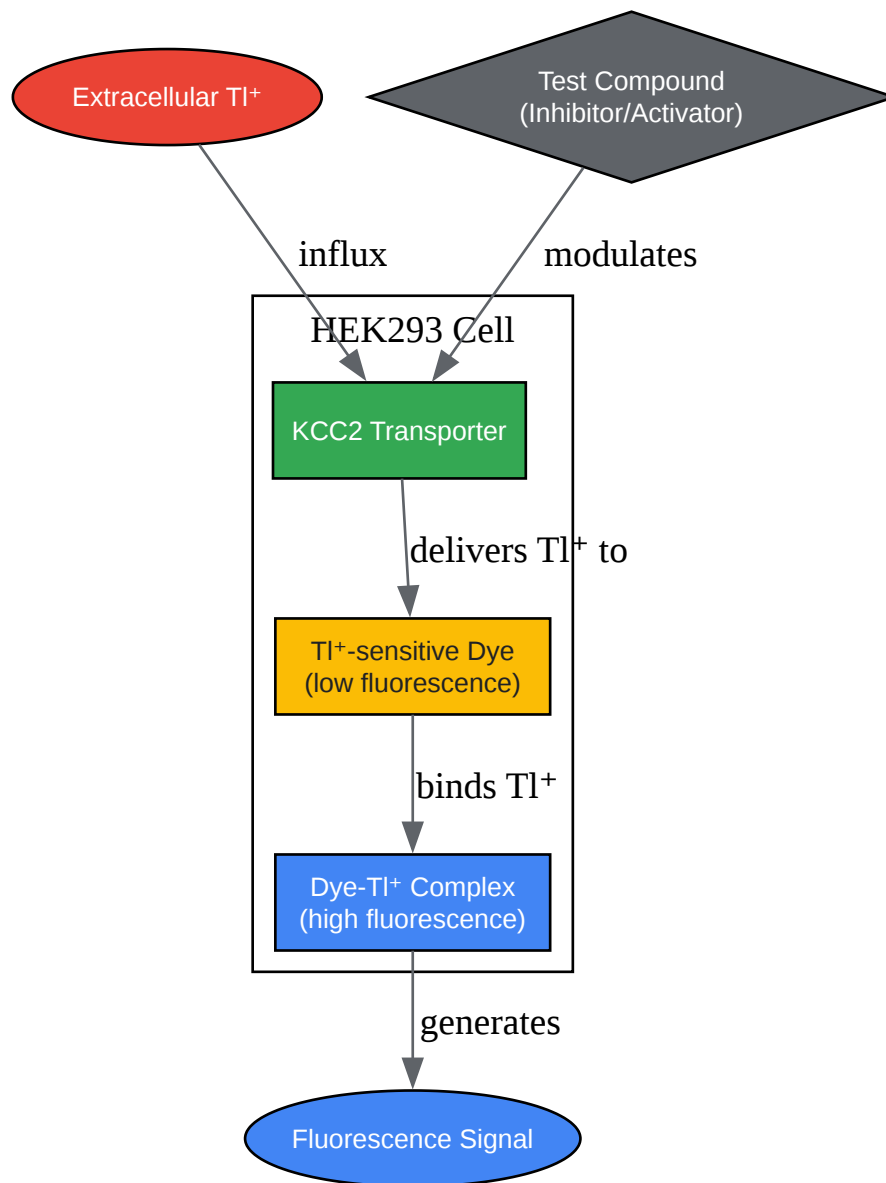 Extracellular Tl⁺
Test Compound
(Inhibitor/Activator)
influx
modulates
HEK293 Cell
KCC2 Transporter
delivers Tl⁺ to
Tl⁺-sensitive Dye
(low fluorescence)
binds Tl⁺
Dye-Tl⁺ Complex
(high fluorescence)
generates
Fluorescence Signal